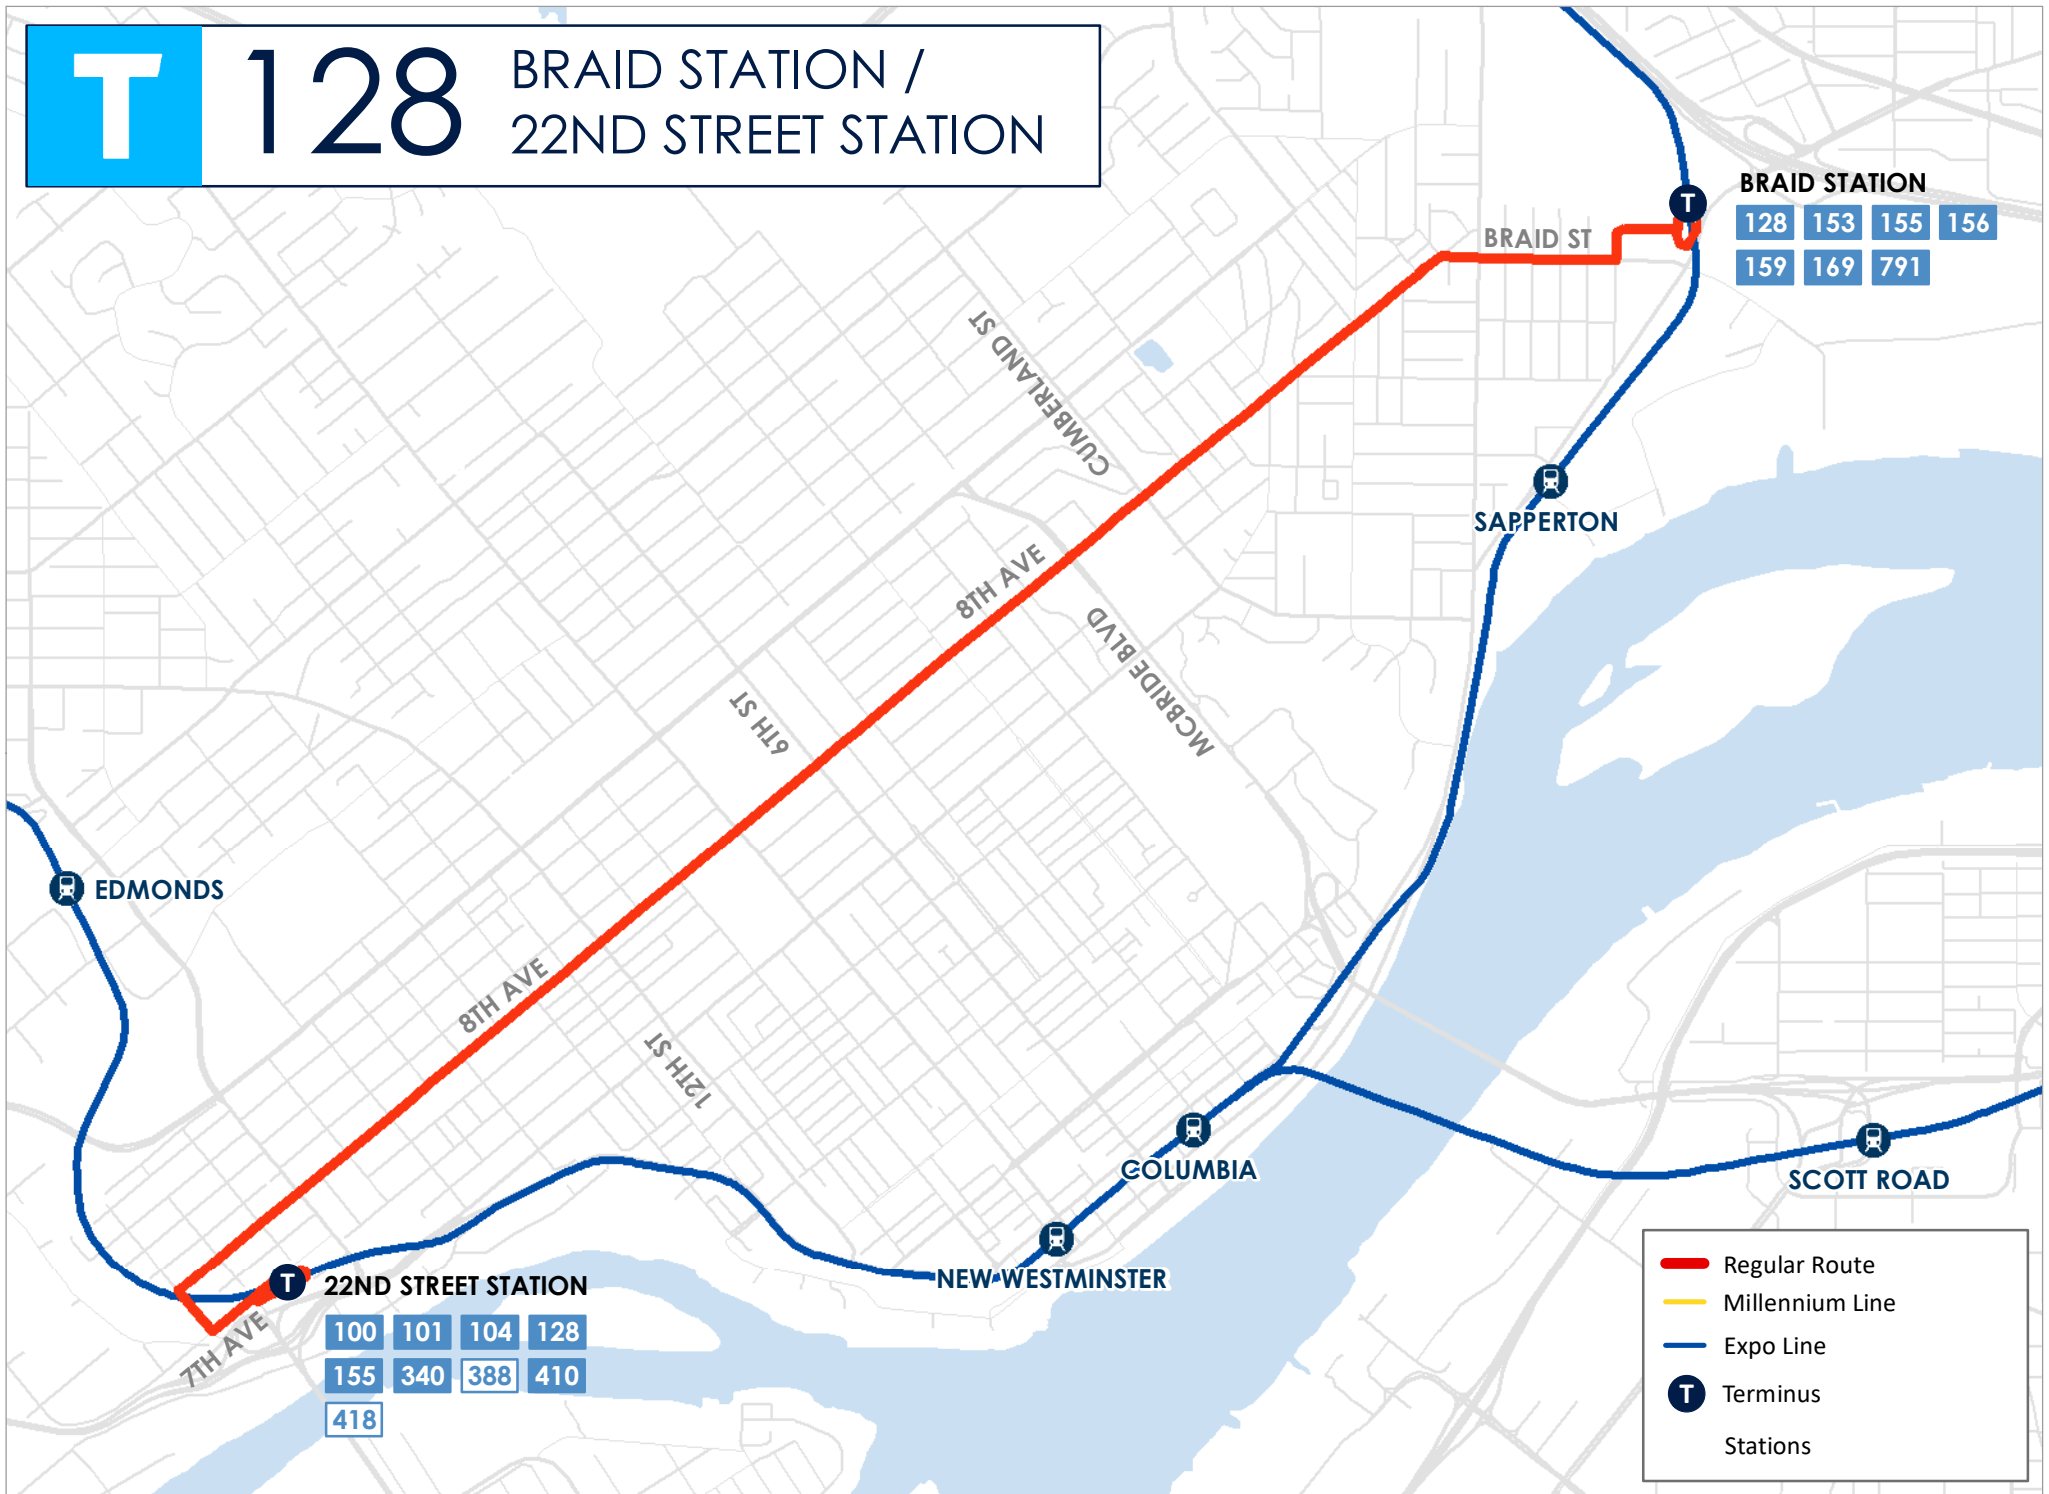 T
128
BRAID STATION /
22ND STREET STATION
T
BRAID STATION
128 153 155 156
159 169 791
BRAID ST
CUMBERLAND ST
SAPPERTON
8TH AVE
MCBRIDE BLVD
6TH ST
EDMONDS
8TH AVE
12TH ST
COLUMBIA
SCOTT ROAD
NEW WESTMINSTER
T
22ND STREET STATION
100 101 104 128
155 340 388 410
418
7TH AVE
Regular Route
Millennium Line
Expo Line
T Terminus
Stations